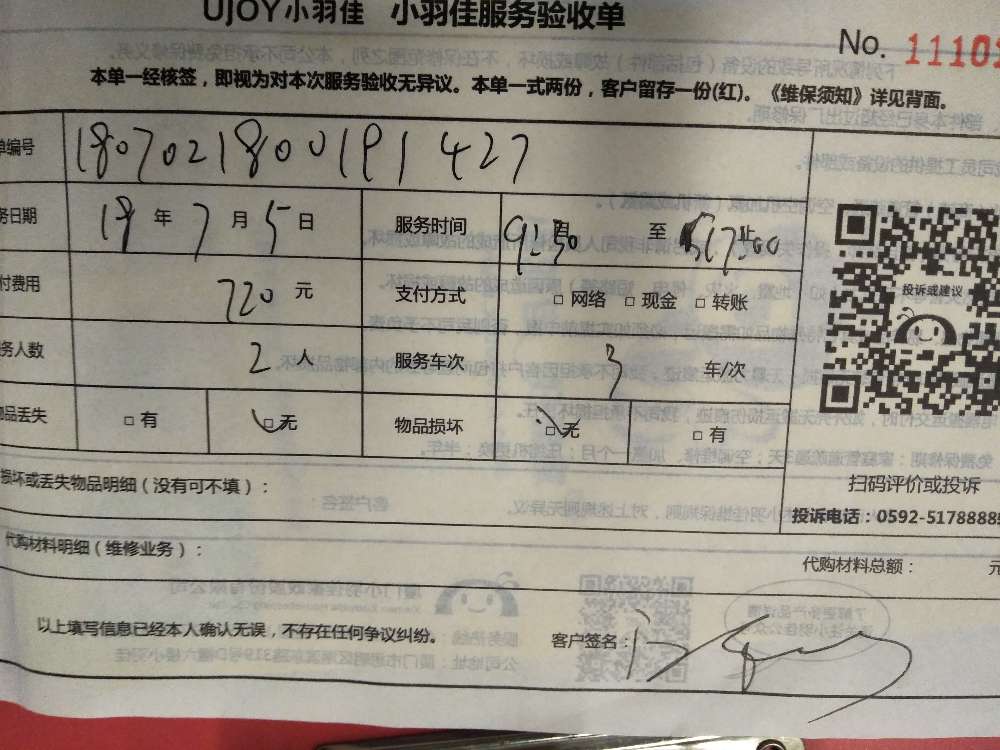 UJOY小羽佳 小羽佳服务验收单
No. 11101
本单一经核签，即视为对本次服务验收无异议。本单一式两份，客户留存一份(红)。《维保须知》详见背面。
单编号 1807021800191427
务日期 19 年 7 月 5 日 服务时间 9:30 至 17:00
付费用 720 元 支付方式 □ 网络 □ 现金 □ 转账
务人数 2 人 服务车次 3 车/次
物品丢失 □ 有 □ 无 物品损坏 □ 无 □ 有
投诉或建议
扫码评价或投诉
投诉电话：0592-5178888
损坏或丢失物品明细（没有可不填）：
代购材料明细（维修业务）： 代购材料总额： 元
以上填写信息已经本人确认无误，不存在任何争议纠纷。 客户签名：